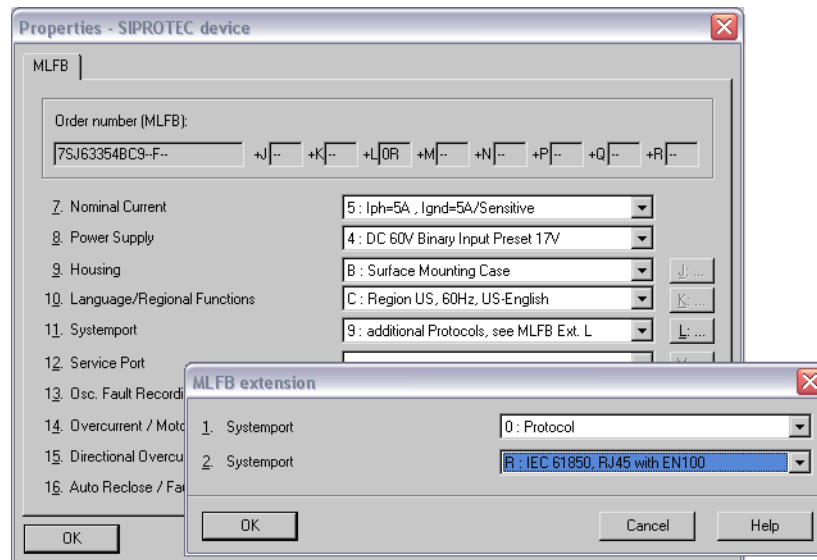 Properties - SIPROTEC device
MLFB
Order number (MLFB):
7SJ63354BC9--F-- +J -- +K -- +L 0R +M -- +N -- +P -- +Q -- +R --
7. Nominal Current 5 : Iph=5A , Ignd=5A/Sensitive
8. Power Supply 4 : DC 60V Binary Input Preset 17V
9. Housing B : Surface Mounting Case J: ...
10. Language/Regional Functions C : Region US, 60Hz, US-English K: ...
11. Systemport 9 : additional Protocols, see MLFB Ext. L L: ...
12. Service Port
13. Osc. Fault Recordi
14. Overcurrent / Moto
15. Directional Overcu
16. Auto Reclose / Fau
OK
MLFB extension
1. Systemport 0 : Protocol
2. Systemport R : IEC 61850, RJ45 with EN100
OK Cancel Help